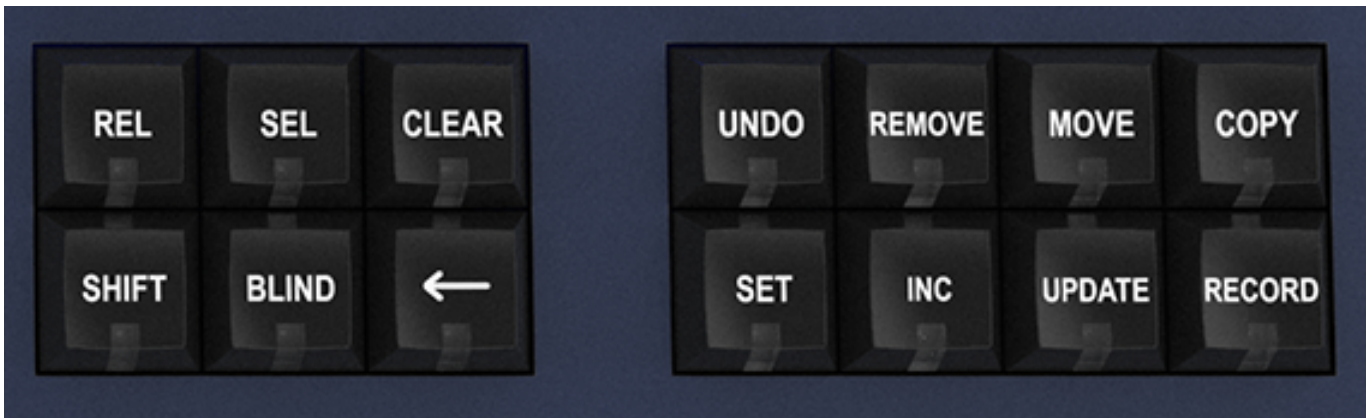 REL SEL CLEAR
SHIFT BLIND ←
UNDO REMOVE MOVE COPY
SET INC UPDATE RECORD